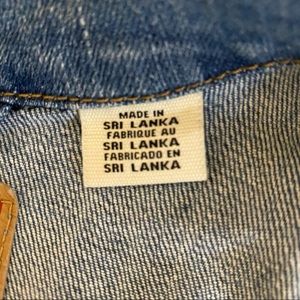 MADE IN
SRI LANKA
FABRIQUE AU
SRI LANKA
FABRICADO EN
SRI LANKA